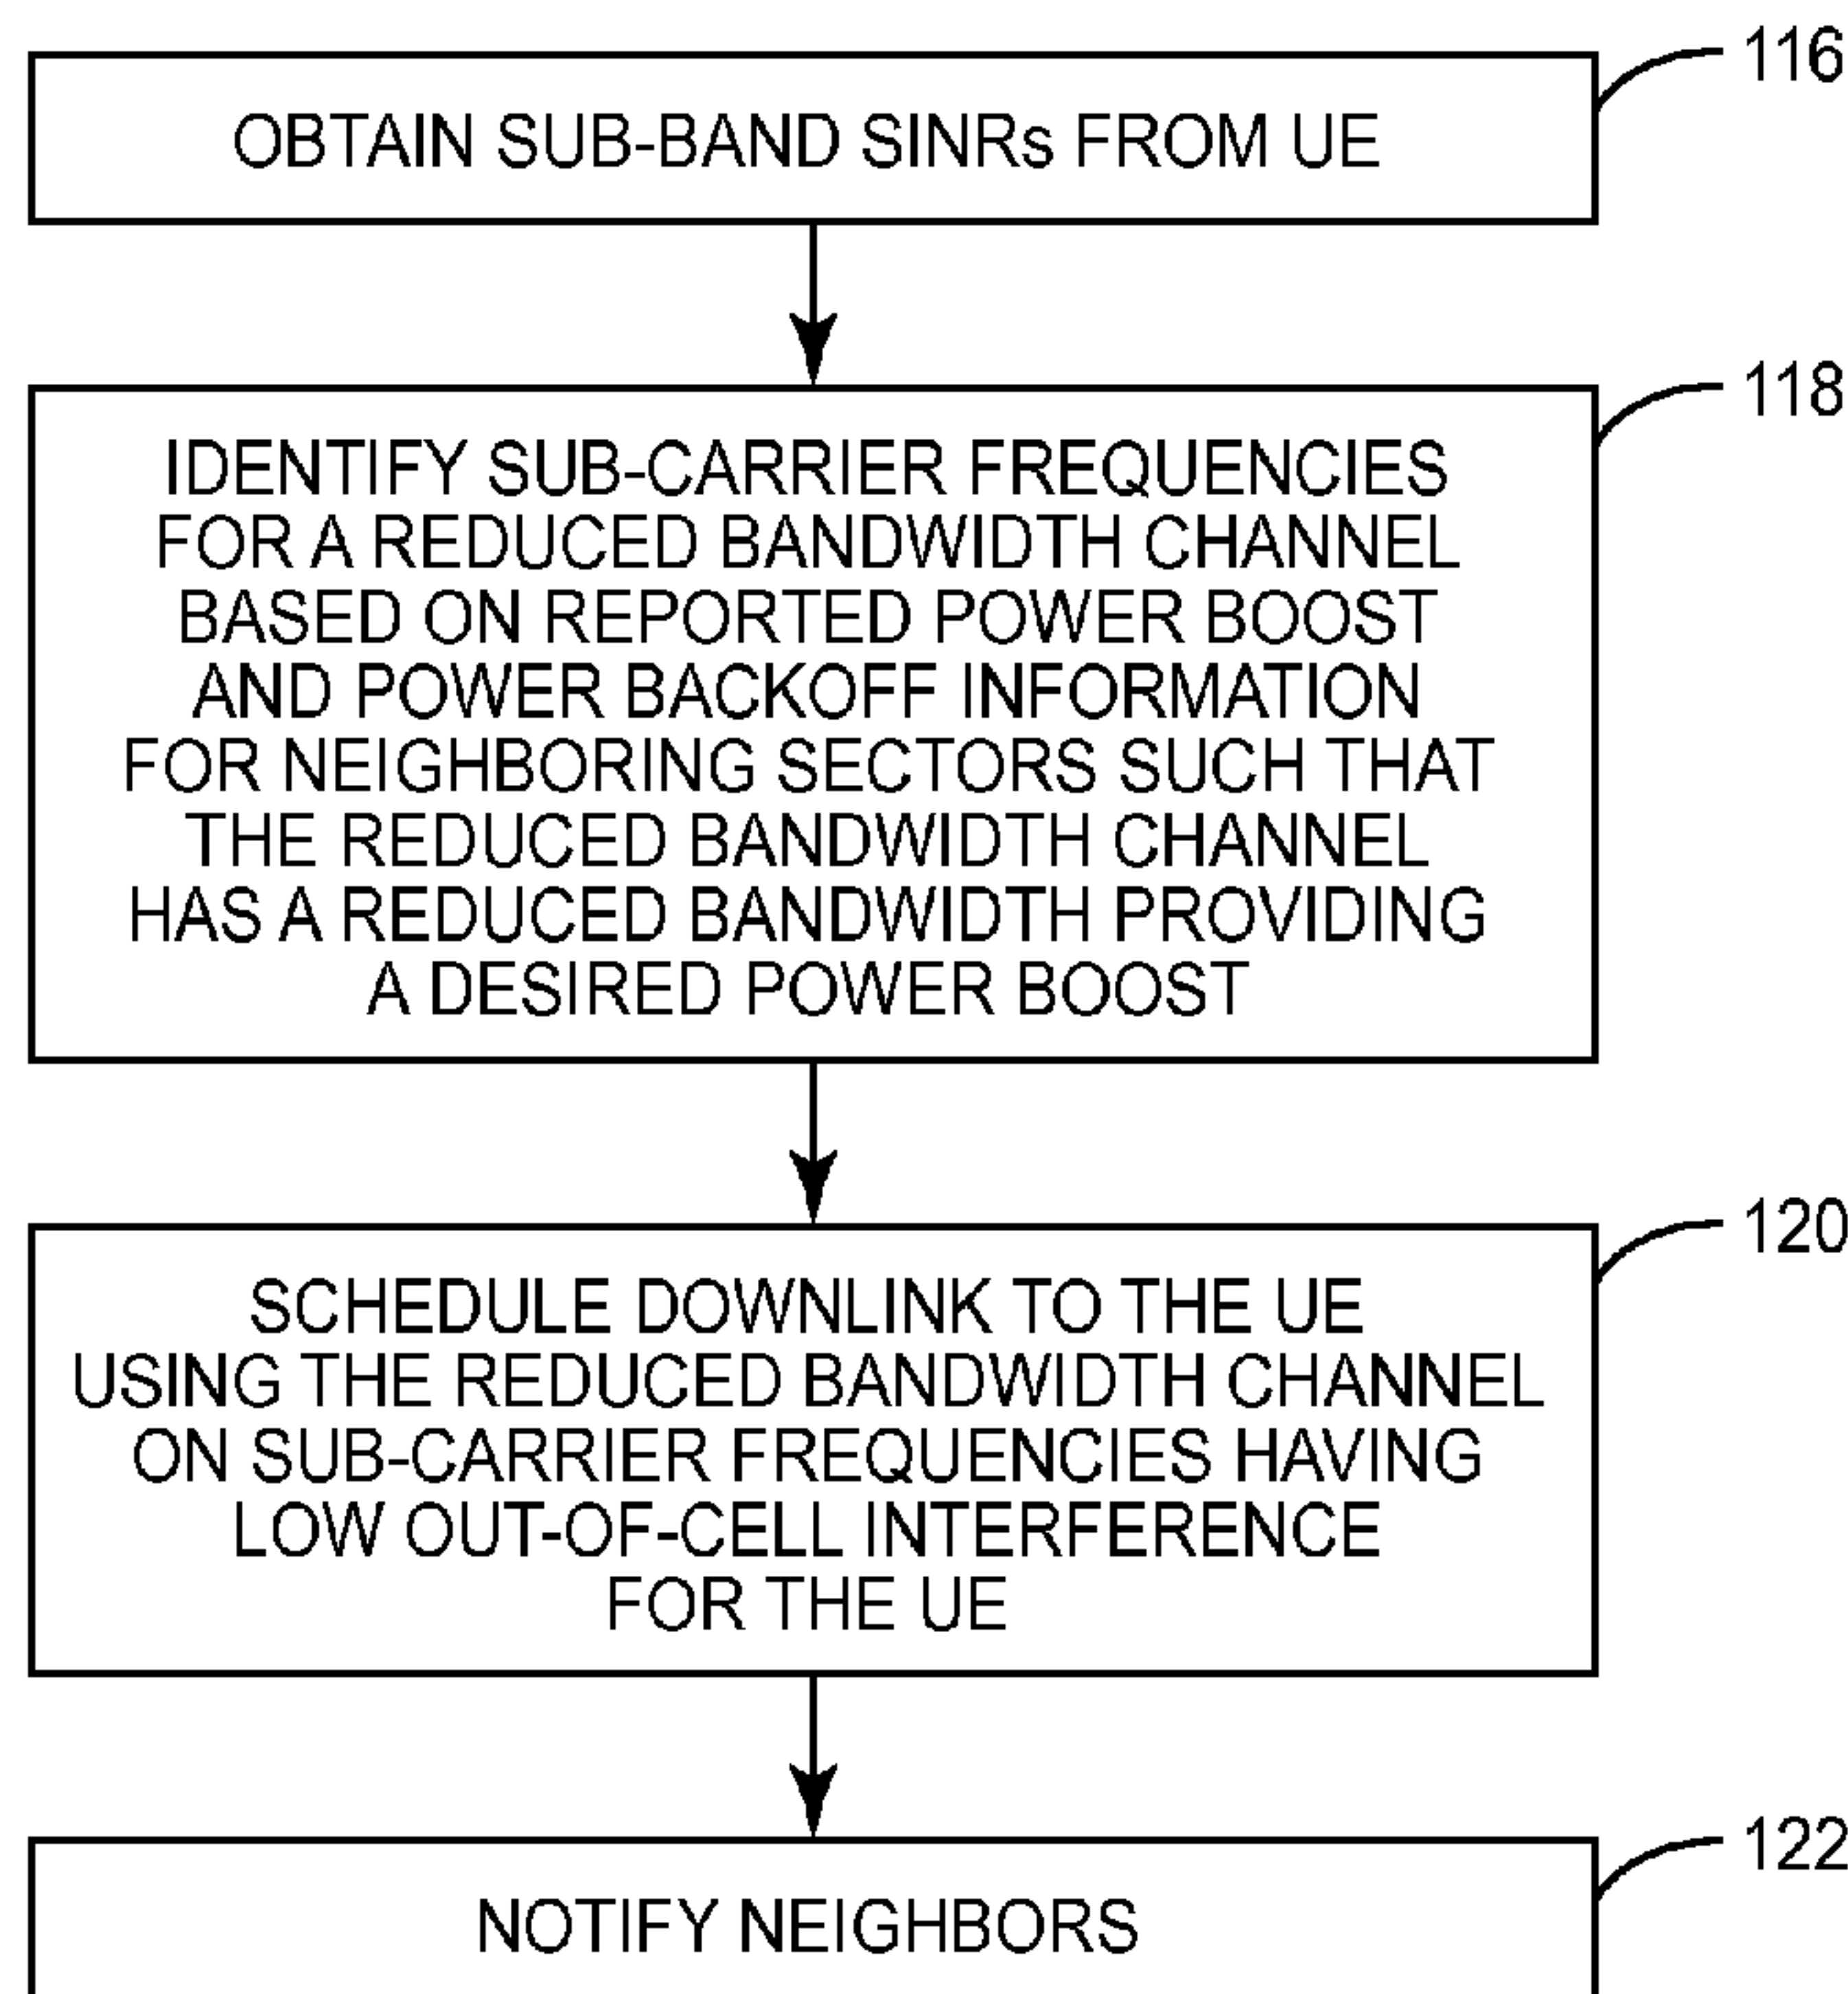 116
OBTAIN SUB-BAND SINRs FROM UE
118
IDENTIFY SUB-CARRIER FREQUENCIES
FOR A REDUCED BANDWIDTH CHANNEL
BASED ON REPORTED POWER BOOST
AND POWER BACKOFF INFORMATION
FOR NEIGHBORING SECTORS SUCH THAT
THE REDUCED BANDWIDTH CHANNEL
HAS A REDUCED BANDWIDTH PROVIDING
A DESIRED POWER BOOST
120
SCHEDULE DOWNLINK TO THE UE
USING THE REDUCED BANDWIDTH CHANNEL
ON SUB-CARRIER FREQUENCIES HAVING
LOW OUT-OF-CELL INTERFERENCE
FOR THE UE
122
NOTIFY NEIGHBORS